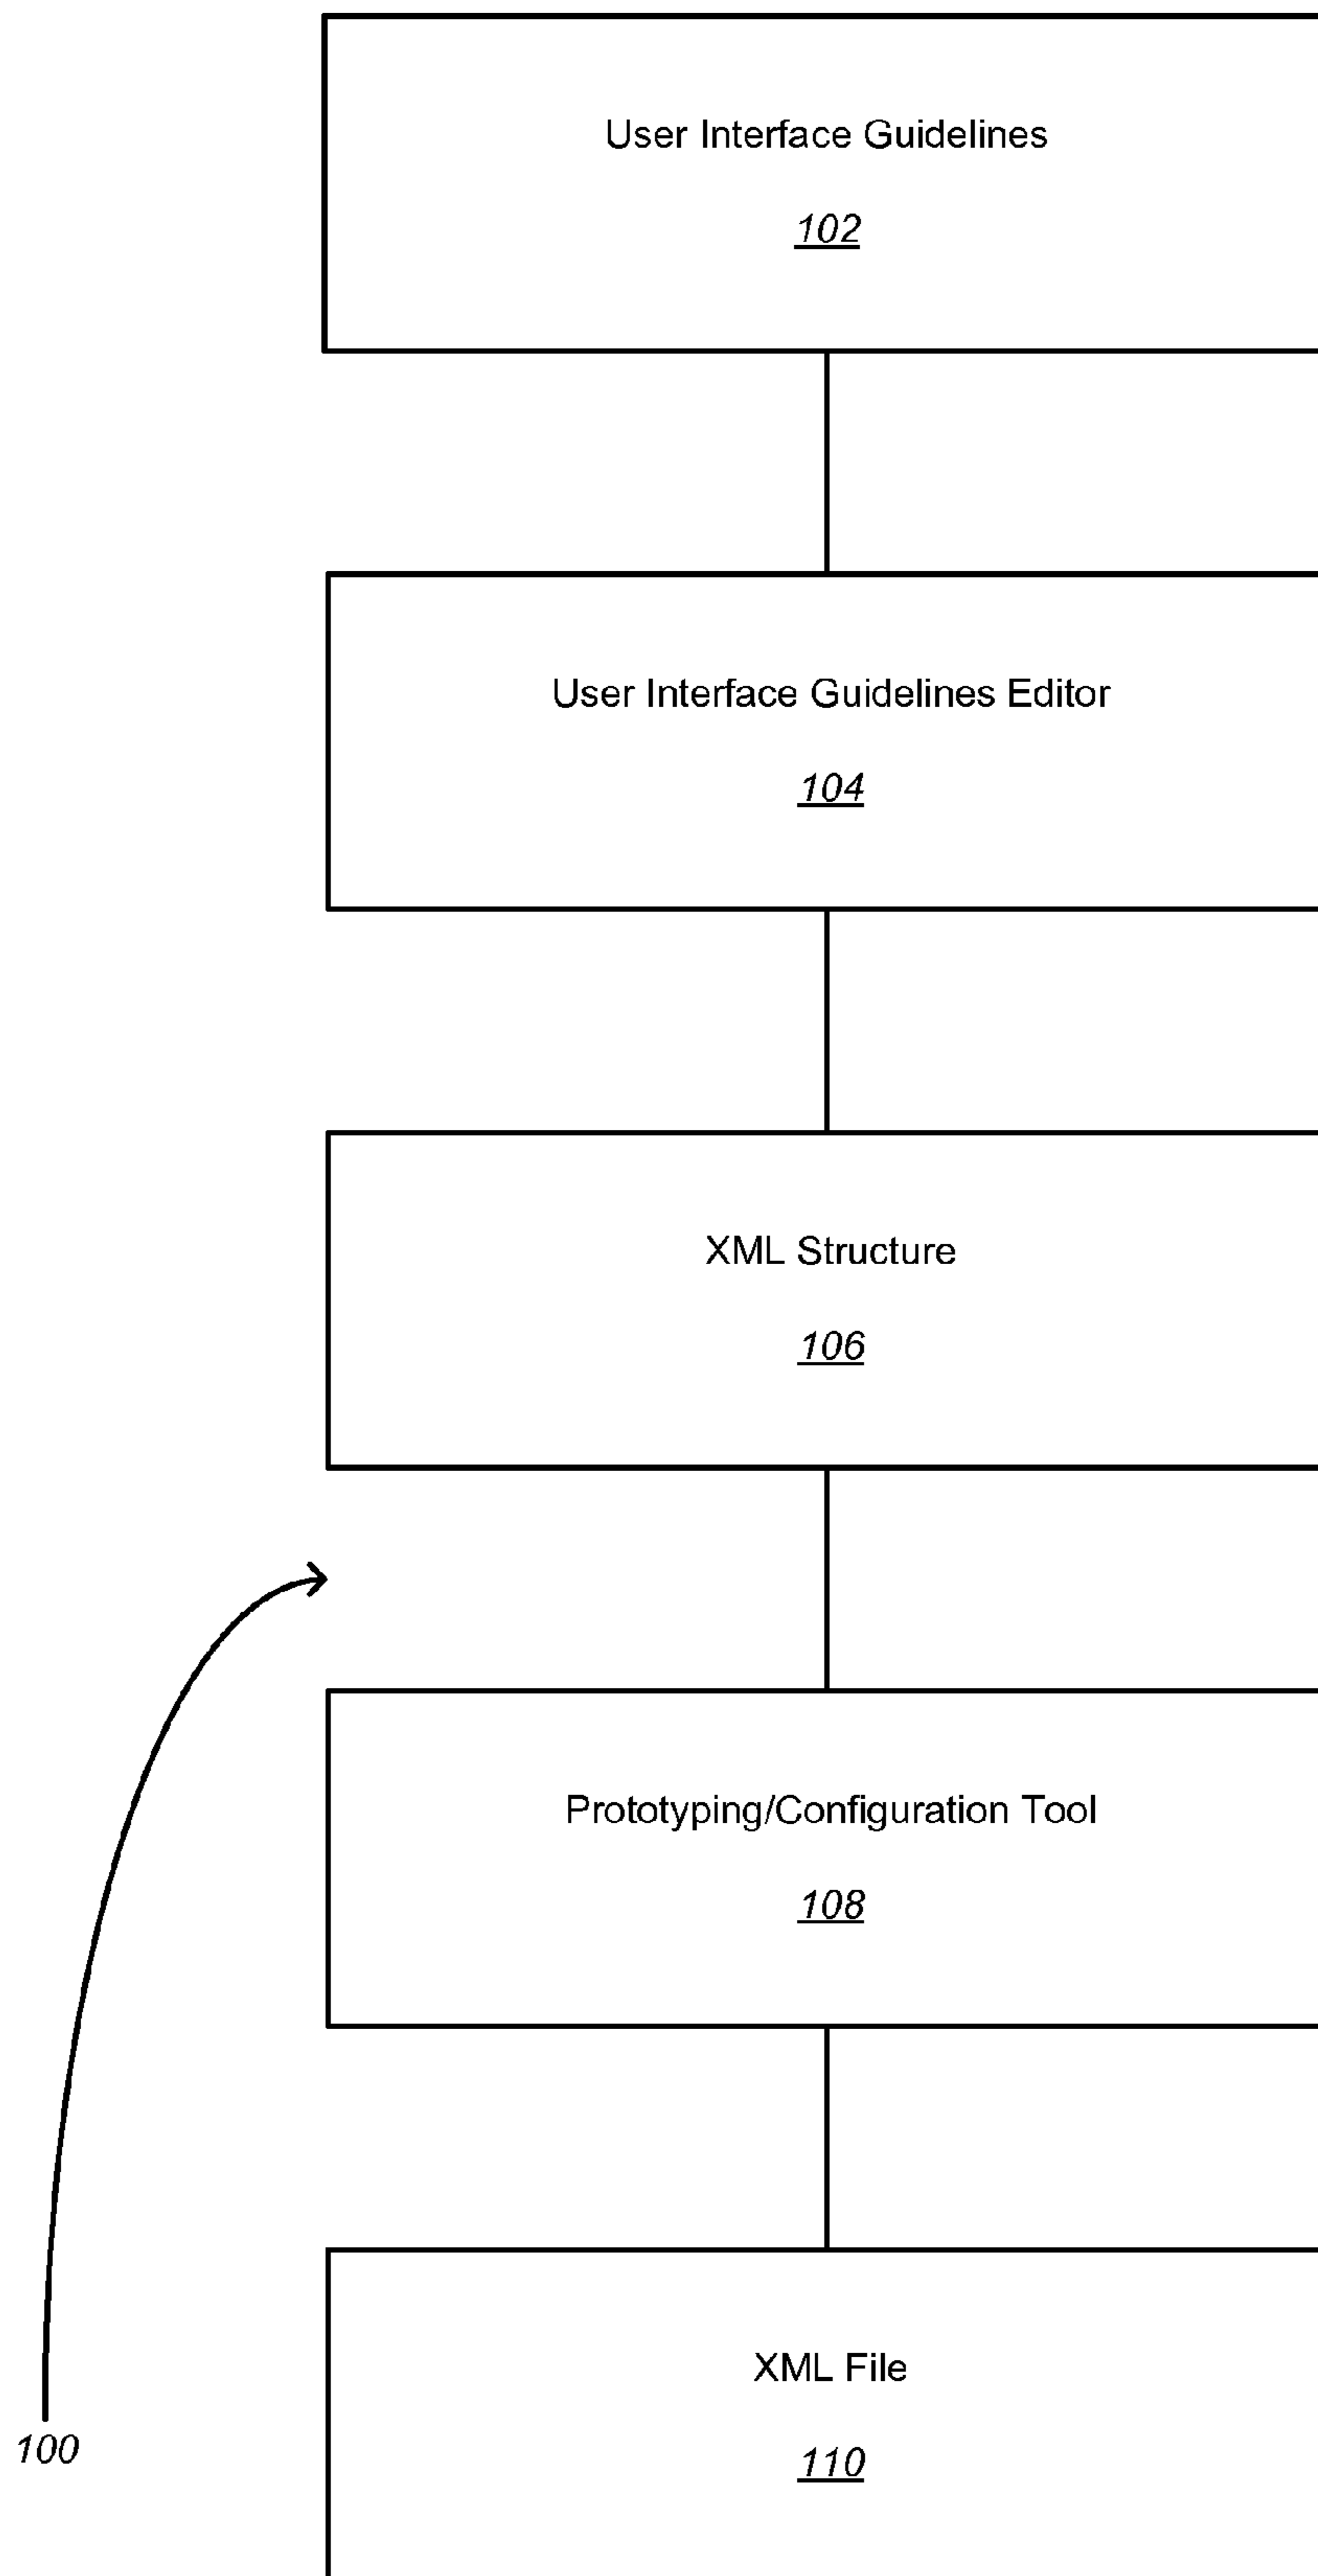 User Interface Guidelines
102
User Interface Guidelines Editor
104
XML Structure
106
Prototyping/Configuration Tool
108
XML File
110
100